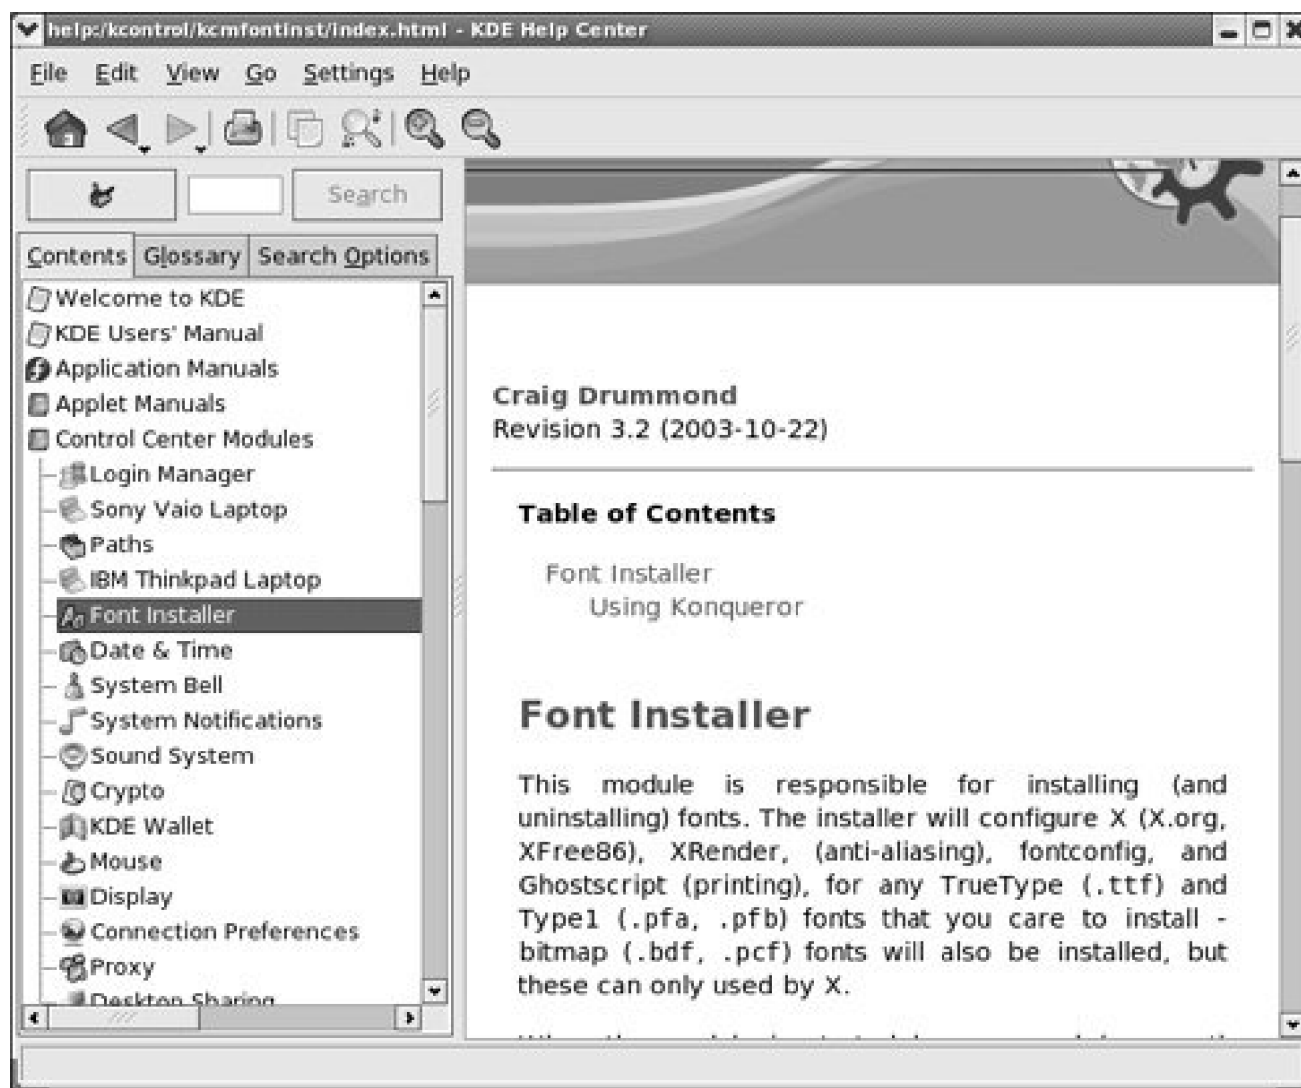 help:/kcontrol/kcmfontinst/index.html - KDE Help Center
File Edit View Go Settings Help
Search
Contents Glossary Search Options
Welcome to KDE
KDE Users' Manual
Application Manuals
Applet Manuals
Control Center Modules
Login Manager
Sony Vaio Laptop
Paths
IBM Thinkpad Laptop
Font Installer
Date & Time
System Bell
System Notifications
Sound System
Crypto
KDE Wallet
Mouse
Display
Connection Preferences
Proxy
Desktop Sharing
Craig Drummond
Revision 3.2 (2003-10-22)
Table of Contents
Font Installer
Using Konqueror
Font Installer
This module is responsible for installing (and
uninstalling) fonts. The installer will configure X (X.org,
XFree86), XRender, (anti-aliasing), fontconfig, and
Ghostscript (printing), for any TrueType (.ttf) and
Type1 (.pfa, .pfb) fonts that you care to install -
bitmap (.bdf, .pcf) fonts will also be installed, but
these can only used by X.